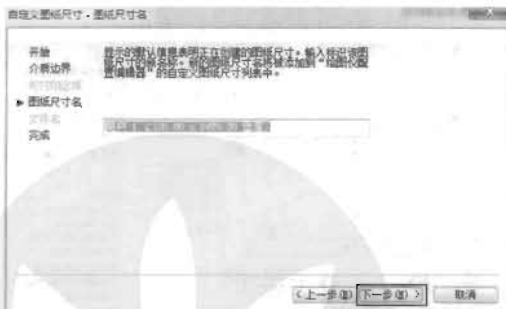 自定义图纸尺寸 - 图纸尺寸名
开始
介质边界
图纸尺寸名
文件名
完成
显示的默认信息表明正在创建的图纸尺寸。输入标识该图
纸尺寸的新名称。新的图纸尺寸名将被添加到“绘图仪配
置编辑器”的自定义图纸尺寸列表中。
<上一步(B) 下一步(N) > 取消